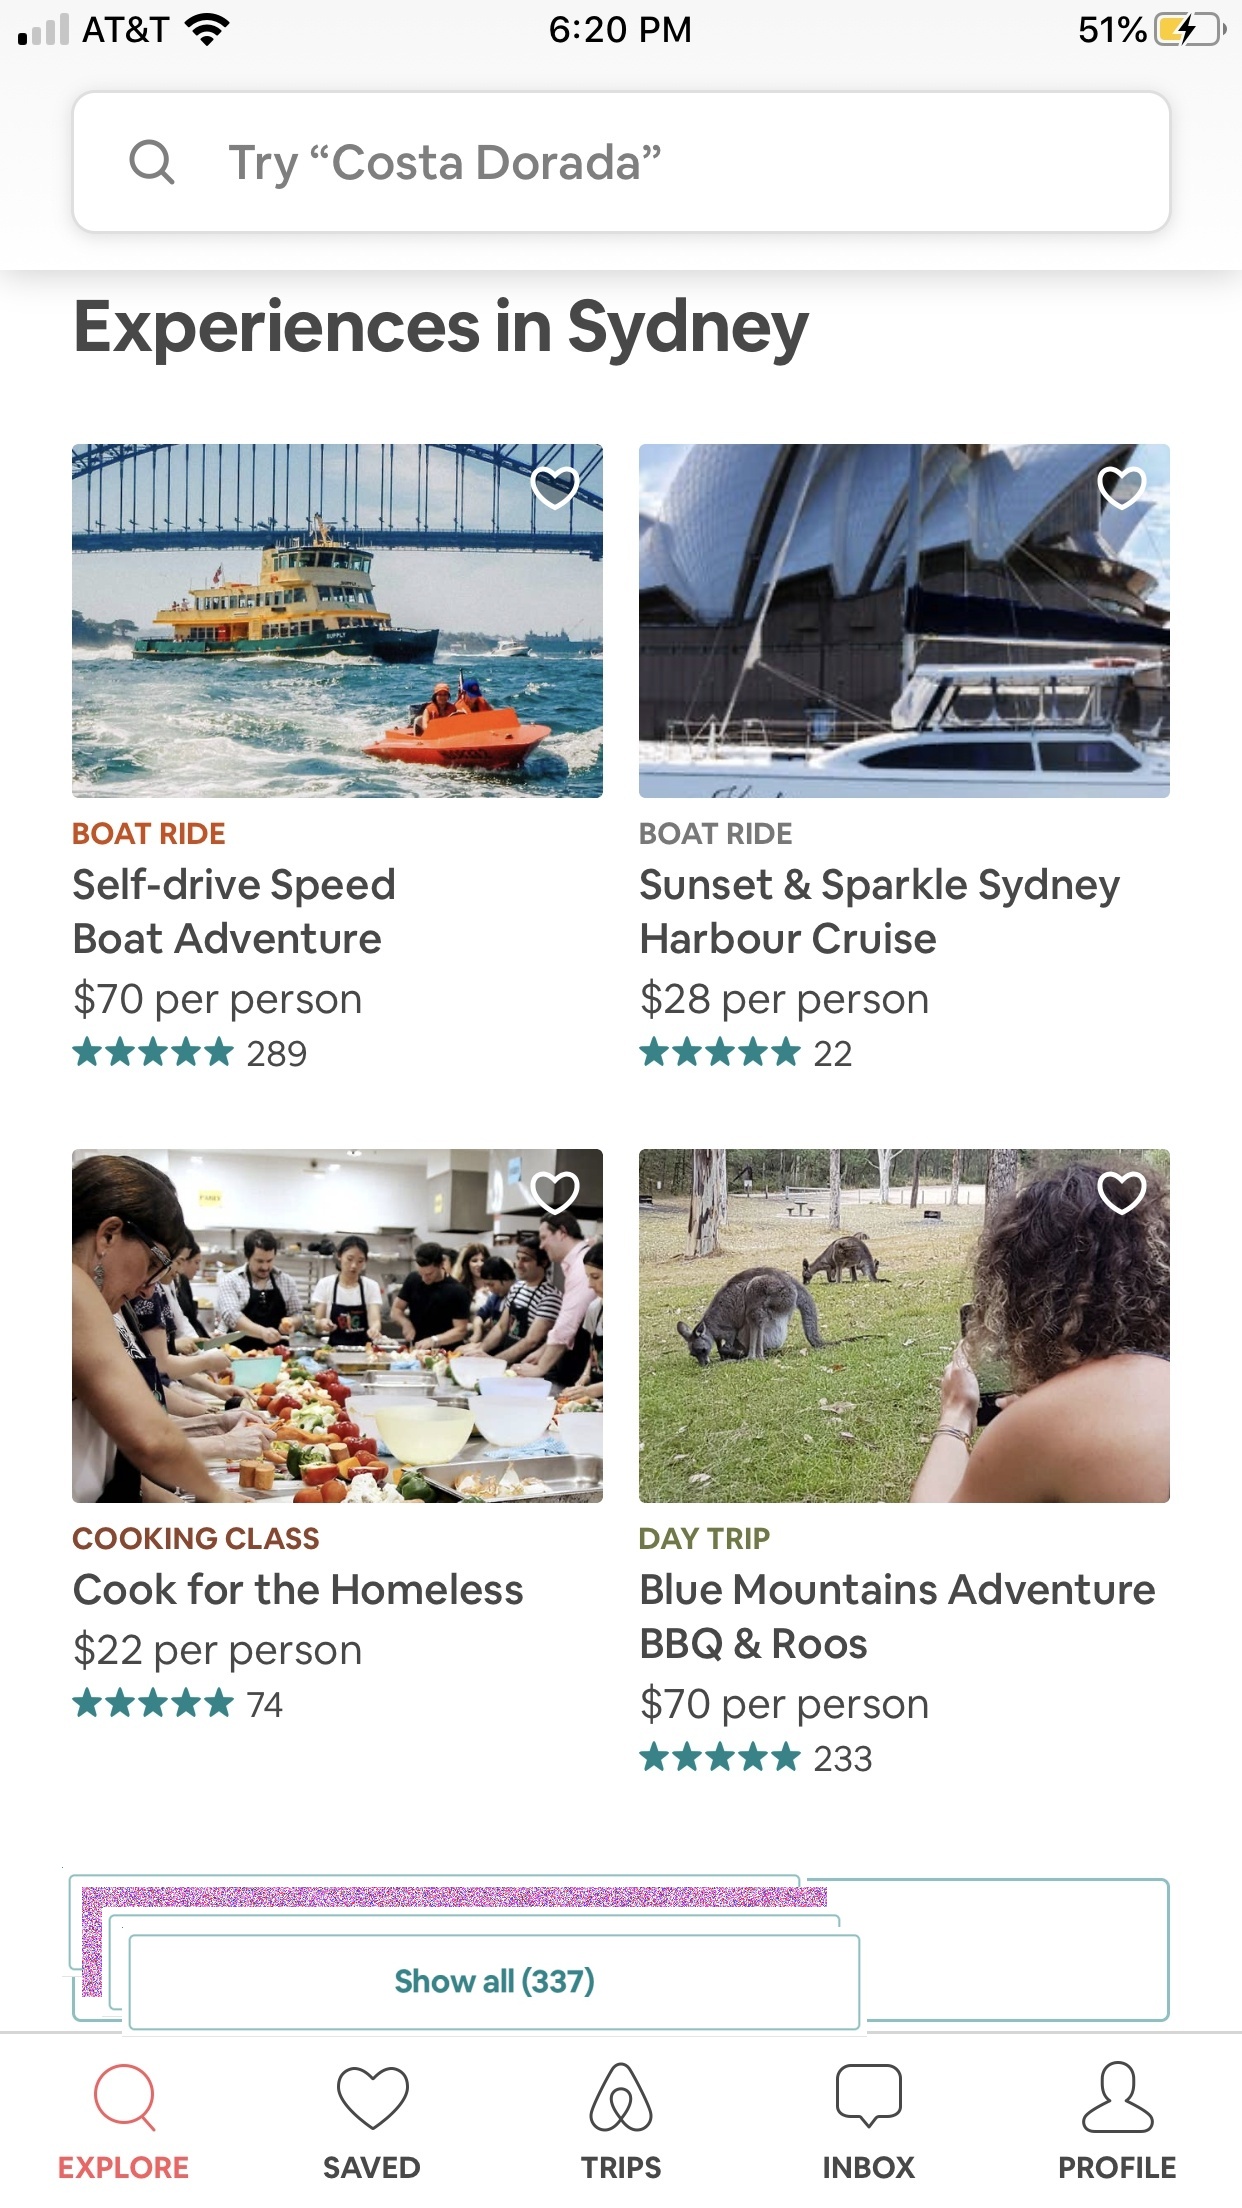 AT&T 6:20 PM 51%
Try “Costa Dorada”
Experiences in Sydney
SUPPLY
BOAT RIDE
Self-drive Speed
Boat Adventure
$70 per person
289
BOAT RIDE
Sunset & Sparkle Sydney
Harbour Cruise
$28 per person
22
COOKING CLASS
Cook for the Homeless
$22 per person
74
DAY TRIP
Blue Mountains Adventure
BBQ & Roos
$70 per person
233
Show all (337)
EXPLORE SAVED TRIPS INBOX PROFILE